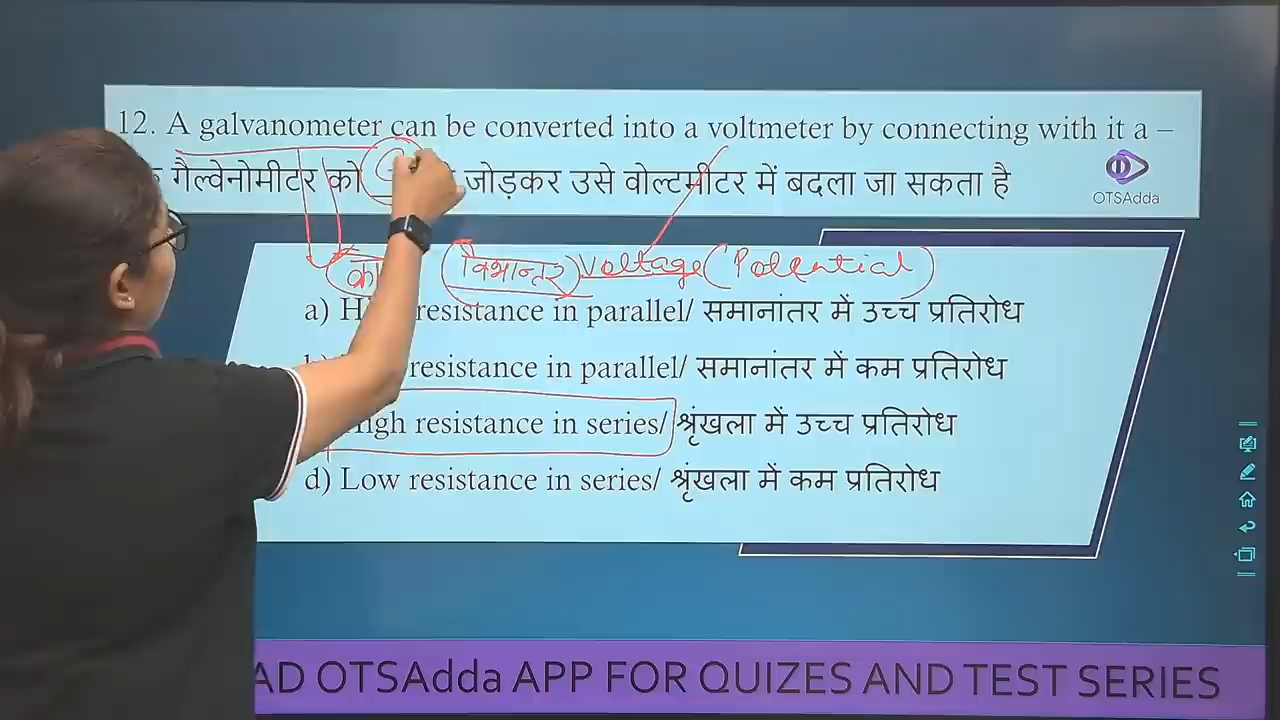 12. A galvanometer can be converted into a voltmeter by connecting with it a –
गैल्वेनोमीटर को जोड़कर उसे वोल्टमीटर में बदला जा सकता है
OTSAdda
(विभान्तर) Voltage (Potential)
a) resistance in parallel/ समानांतर में उच्च प्रतिरोध
resistance in parallel/ समानांतर में कम प्रतिरोध
High resistance in series/ श्रृंखला में उच्च प्रतिरोध
d) Low resistance in series/ श्रृंखला में कम प्रतिरोध
OTSAdda APP FOR QUIZES AND TEST SERIES